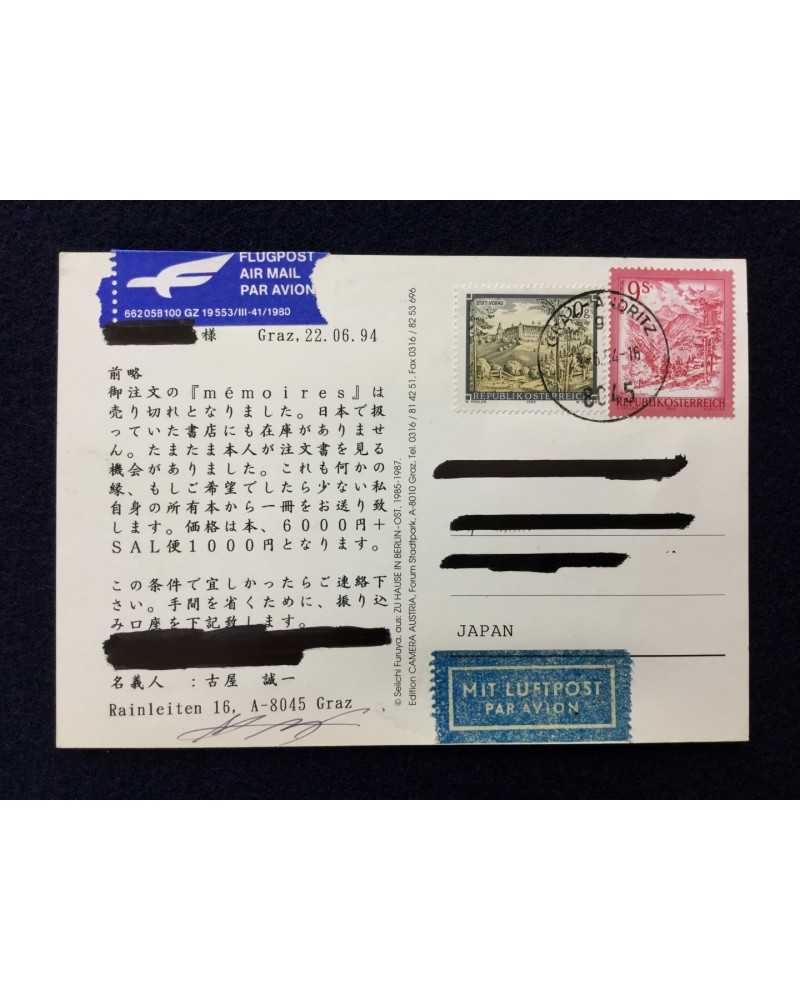 FLUGPOST
AIR MAIL
PAR AVION
662 058 100 GZ 19 553/III-41/1980
様 Graz, 22.06.94
前略
御注文の『mémoires』は
売り切れとなりました。日本で扱
っていた書店にも在庫がありませ
ん。たまたま本人が注文書を見る
機会がありました。これも何かの
縁、もしご希望でしたら少ない私
自身の所有本から一冊をお送り致
します。価格は本、6000円+
SAL便1000円となります。
この条件で宜しかったらご連絡下
さい。手間を省くために、振り込
み口座を下記致します。
名義人 :古屋 誠一
Rainleiten 16, A-8045 Graz
© Seiichi Furuya. aus: ZU HAUSE IN BERLIN-OST. 1985-1987.
Edition CAMERA AUSTRIA, Forum Stadtpark, A-8010 Graz, Tel. 0316 / 81 42 51, Fax 0316 / 82 53 696
STIFT VORAU
REPUBLIK ÖSTERREICH
9S
REPUBLIK ÖSTERREICH
GRAZ-ANDRITZ
8045
JAPAN
MIT LUFTPOST
PAR AVION